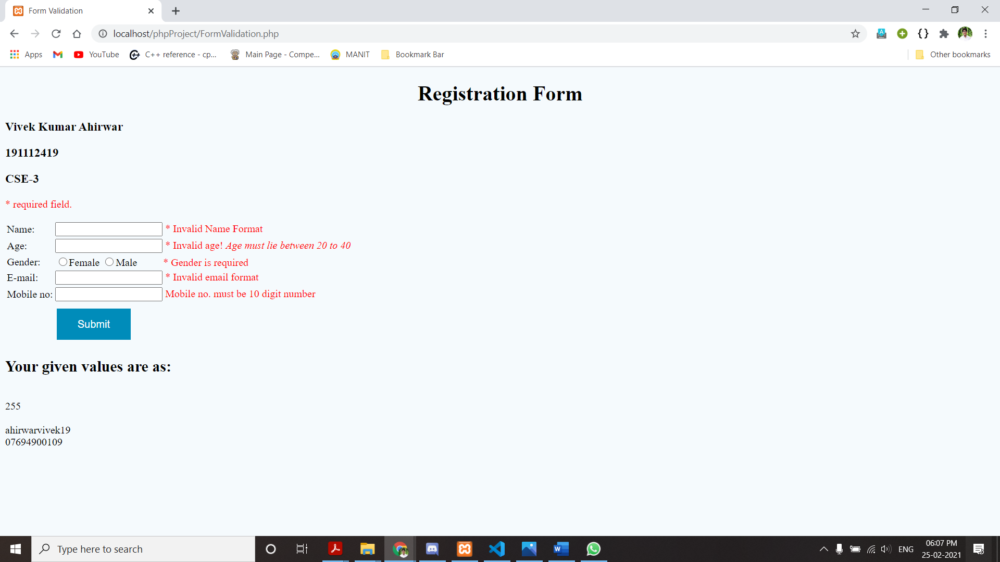 Form Validation
localhost/phpProject/FormValidation.php
Apps YouTube C++ reference - cp... Main Page - Compe... MANIT Bookmark Bar Other bookmarks
Registration Form
Vivek Kumar Ahirwar
191112419
CSE-3
* required field.
Name: * Invalid Name Format
Age: * Invalid age! Age must lie between 20 to 40
Gender: Female Male * Gender is required
E-mail: * Invalid email format
Mobile no: Mobile no. must be 10 digit number
Submit
Your given values are as:
255
ahirwarvivek19
07694900109
Type here to search
ENG
06:07 PM
25-02-2021